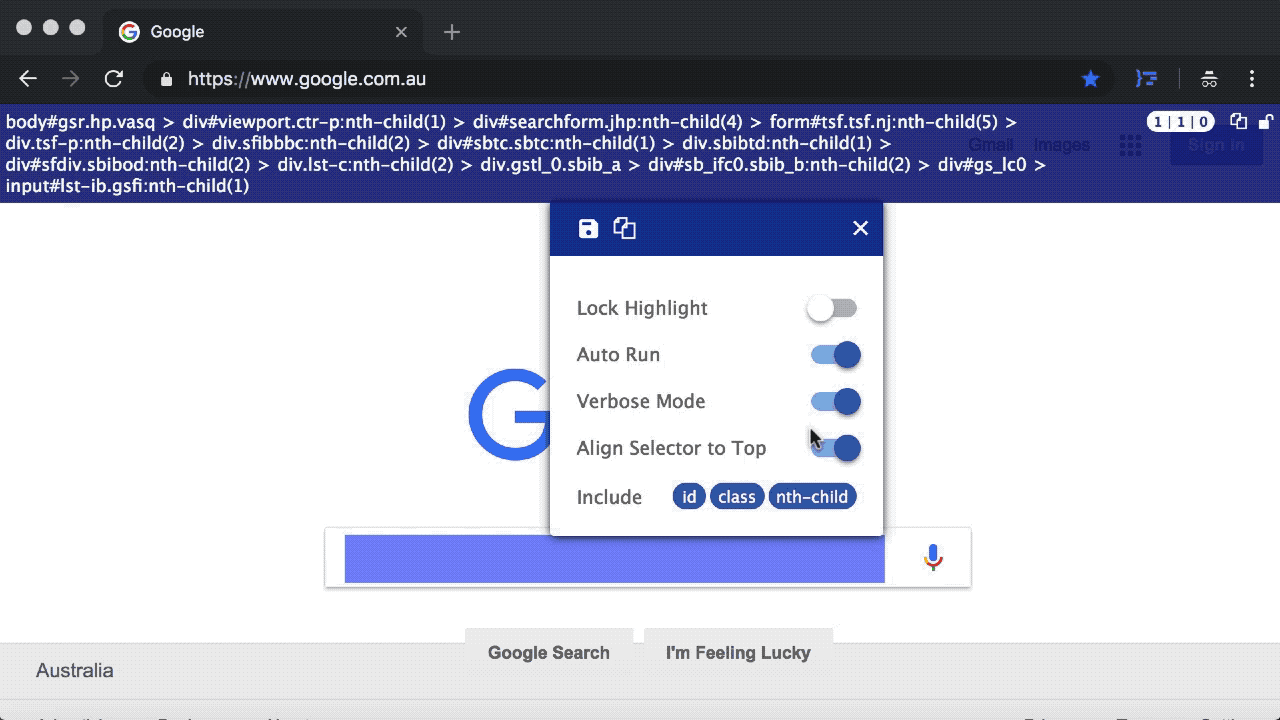 Google
https://www.google.com.au
body#gsr.hp.vasq > div#viewport.ctr-p:nth-child(1) > div#searchform.jhp:nth-child(4) > form#tsf.tsf.nj:nth-child(5) >
div.tsf-p:nth-child(2) > div.sfibbbc:nth-child(2) > div#sbtc.sbtc:nth-child(1) > div.sbibtd:nth-child(1) >
div#sfdiv.sbibod:nth-child(2) > div.lst-c:nth-child(2) > div.gstl_0.sbib_a > div#sb_ifc0.sbib_b:nth-child(2) > div#gs_lc0 >
input#lst-ib.gsfi:nth-child(1)
1 | 1 | 0
Gmail Images Sign in
Lock Highlight
Auto Run
Verbose Mode
Align Selector to Top
Include id class nth-child
G
Google Search I'm Feeling Lucky
Australia